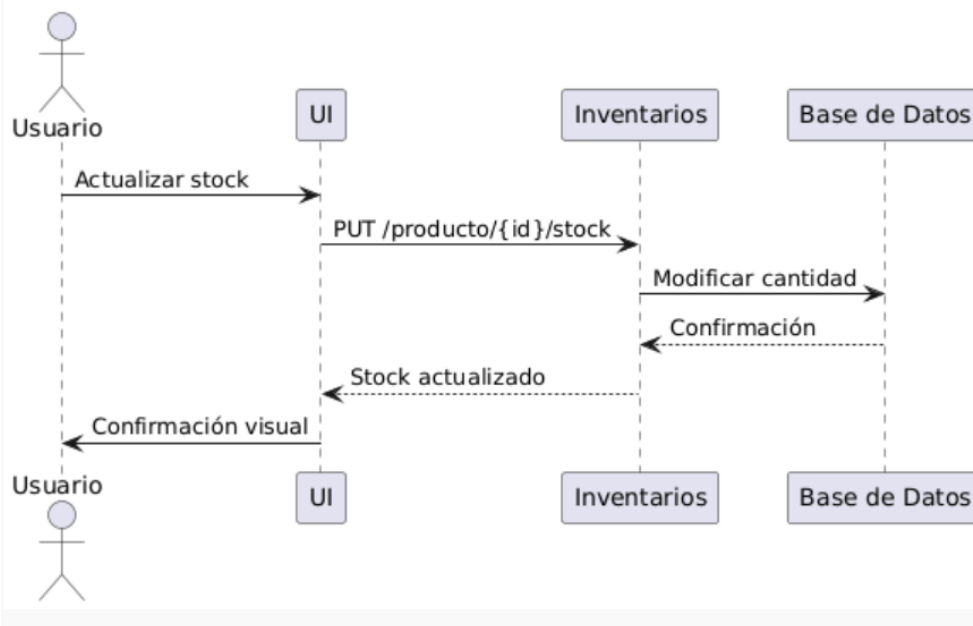 Usuario
UI
Inventarios
Base de Datos
Actualizar stock
PUT /producto/{id}/stock
Modificar cantidad
Confirmación
Stock actualizado
Confirmación visual
Usuario
UI
Inventarios
Base de Datos